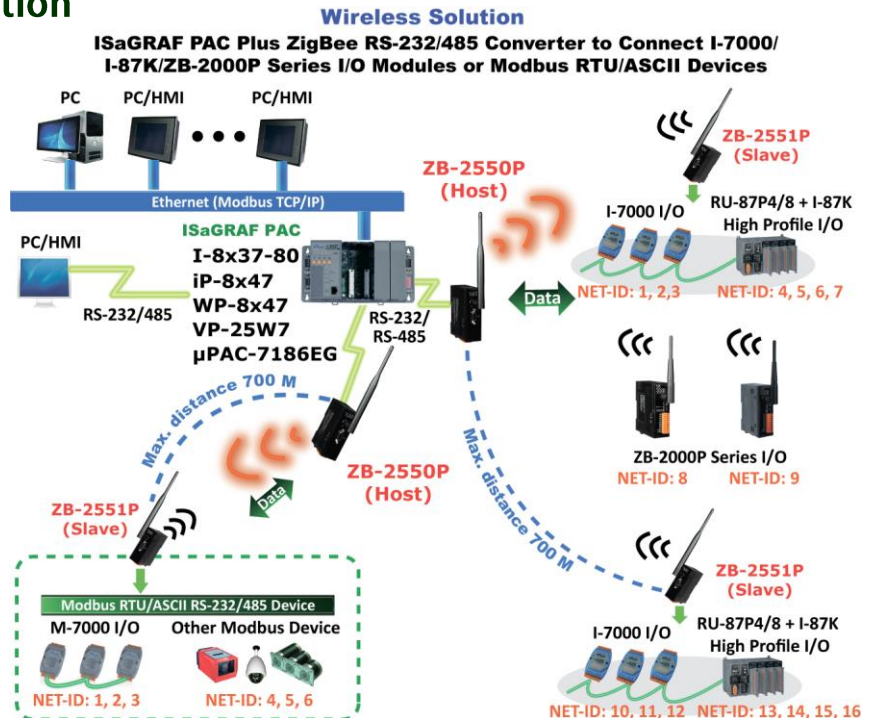 tion
Wireless Solution
ISaGRAF PAC Plus ZigBee RS-232/485 Converter to Connect I-7000/
I-87K/ZB-2000P Series I/O Modules or Modbus RTU/ASCII Devices
PC
PC/HMI
PC/HMI
Ethernet (Modbus TCP/IP)
PC/HMI
RS-232/485
ISaGRAF PAC
I-8x37-80
iP-8x47
WP-8x47
VP-25W7
µPAC-7186EG
RS-232/
RS-485
ZB-2550P
(Host)
Data
ZB-2551P
(Slave)
I-7000 I/O
RU-87P4/8 + I-87K
High Profile I/O
NET-ID: 1, 2,3
NET-ID: 4, 5, 6, 7
ZB-2000P Series I/O
NET-ID: 8
NET-ID: 9
Max. distance 700 M
Max. distance 700 M
ZB-2550P
(Host)
Data
ZB-2551P
(Slave)
Modbus RTU/ASCII RS-232/485 Device
M-7000 I/O
Other Modbus Device
NET-ID: 1, 2, 3
NET-ID: 4, 5, 6
ZB-2551P
(Slave)
I-7000 I/O
RU-87P4/8 + I-87K
High Profile I/O
NET-ID: 10, 11, 12
NET-ID: 13, 14, 15, 16